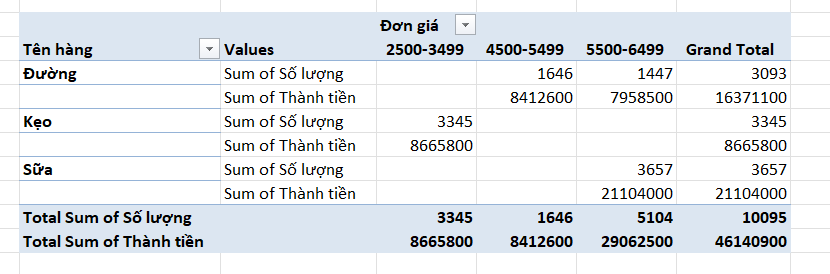 Đơn giá
Tên hàng Values 2500-3499 4500-5499 5500-6499 Grand Total
Đường Sum of Số lượng 1646 1447 3093
Sum of Thành tiền 8412600 7958500 16371100
Kẹo Sum of Số lượng 3345 3345
Sum of Thành tiền 8665800 8665800
Sữa Sum of Số lượng 3657 3657
Sum of Thành tiền 21104000 21104000
Total Sum of Số lượng 3345 1646 5104 10095
Total Sum of Thành tiền 8665800 8412600 29062500 46140900